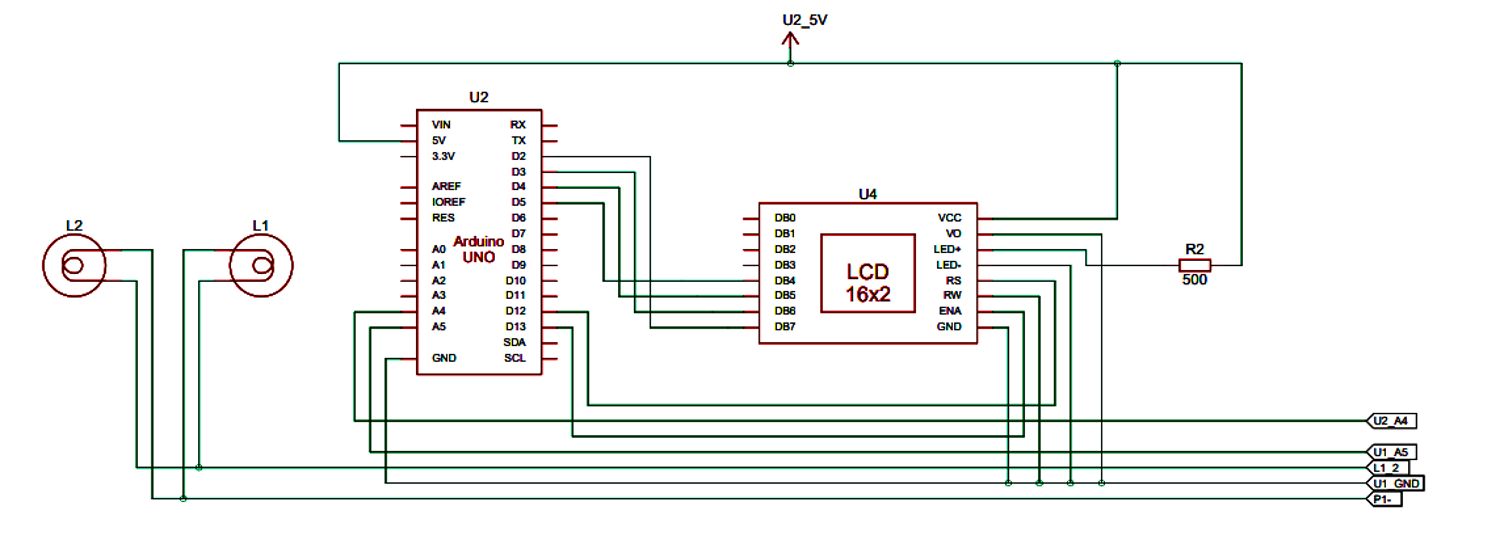 U2_5V
U2
VIN RX
5V TX
3.3V D2
D3
AREF D4
IOREF D5
RES D6
D7
A0 D8
A1 D9
A2 D10
A3 D11
A4 D12
A5 D13
SDA
GND SCL
Arduino
UNO
L2
L1
U4
DB0 VCC
DB1 VO
DB2 LED+
DB3 LED-
DB4 RS
DB5 RW
DB6 ENA
DB7 GND
LCD
16x2
R2
500
U2_A4
U1_A5
L1_2
U1_GND
P1-